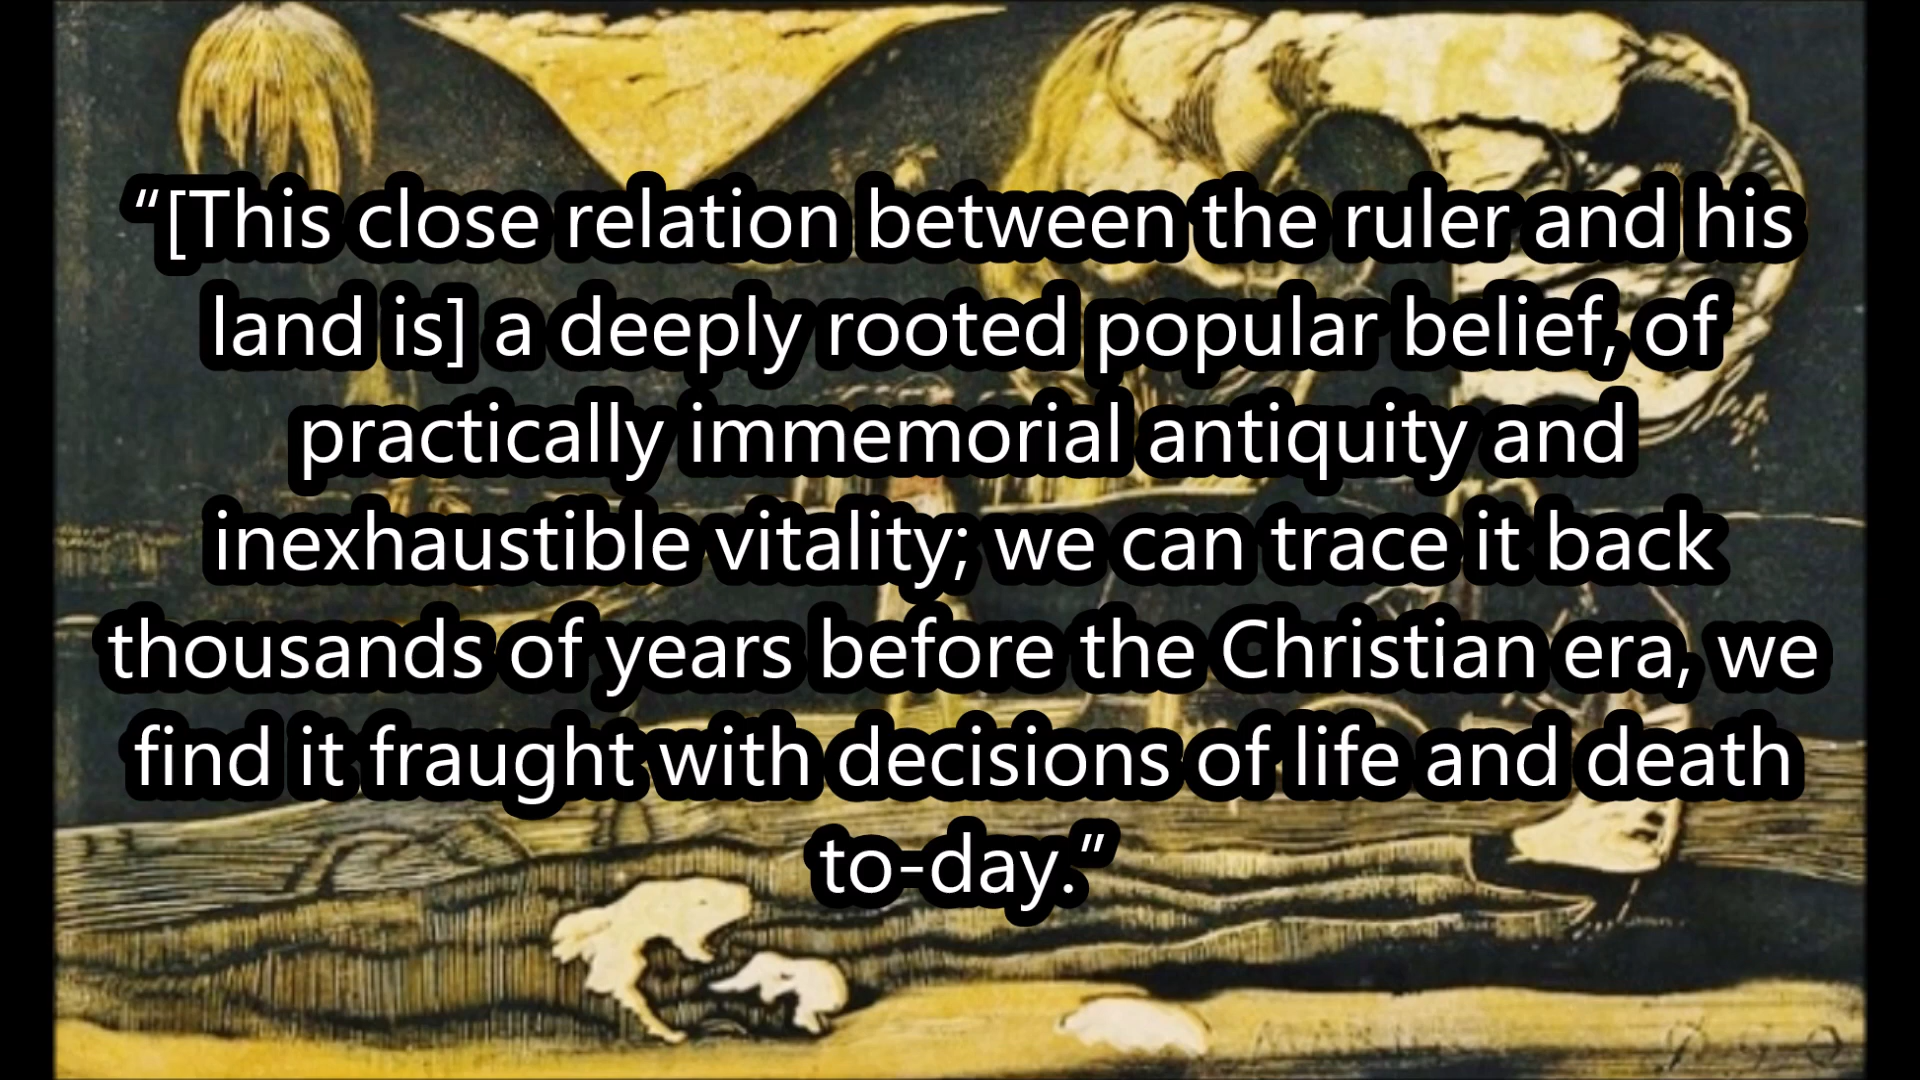 “[This close relation between the ruler and his
land is] a deeply rooted popular belief, of
practically immemorial antiquity and
inexhaustible vitality; we can trace it back
thousands of years before the Christian era, we
find it fraught with decisions of life and death
to-day.”